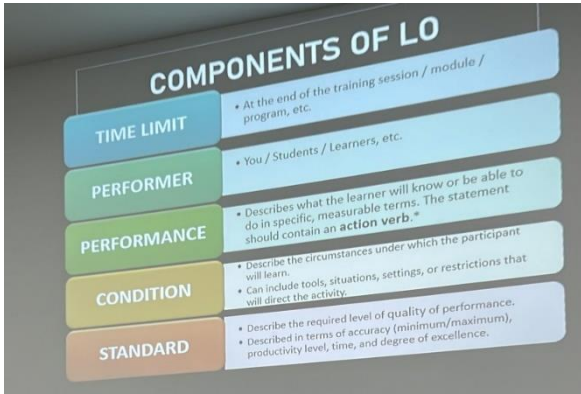 COMPONENTS OF LO
TIME LIMIT
• At the end of the training session / module /
program, etc.
PERFORMER
• You / Students / Learners, etc.
PERFORMANCE
• Describes what the learner will know or be able to
do in specific, measurable terms. The statement
should contain an action verb.*
CONDITION
• Describe the circumstances under which the participant
will learn.
• Can include tools, situations, settings, or restrictions that
will direct the activity.
STANDARD
• Describe the required level of quality of performance.
• Described in terms of accuracy (minimum/maximum),
productivity level, time, and degree of excellence.